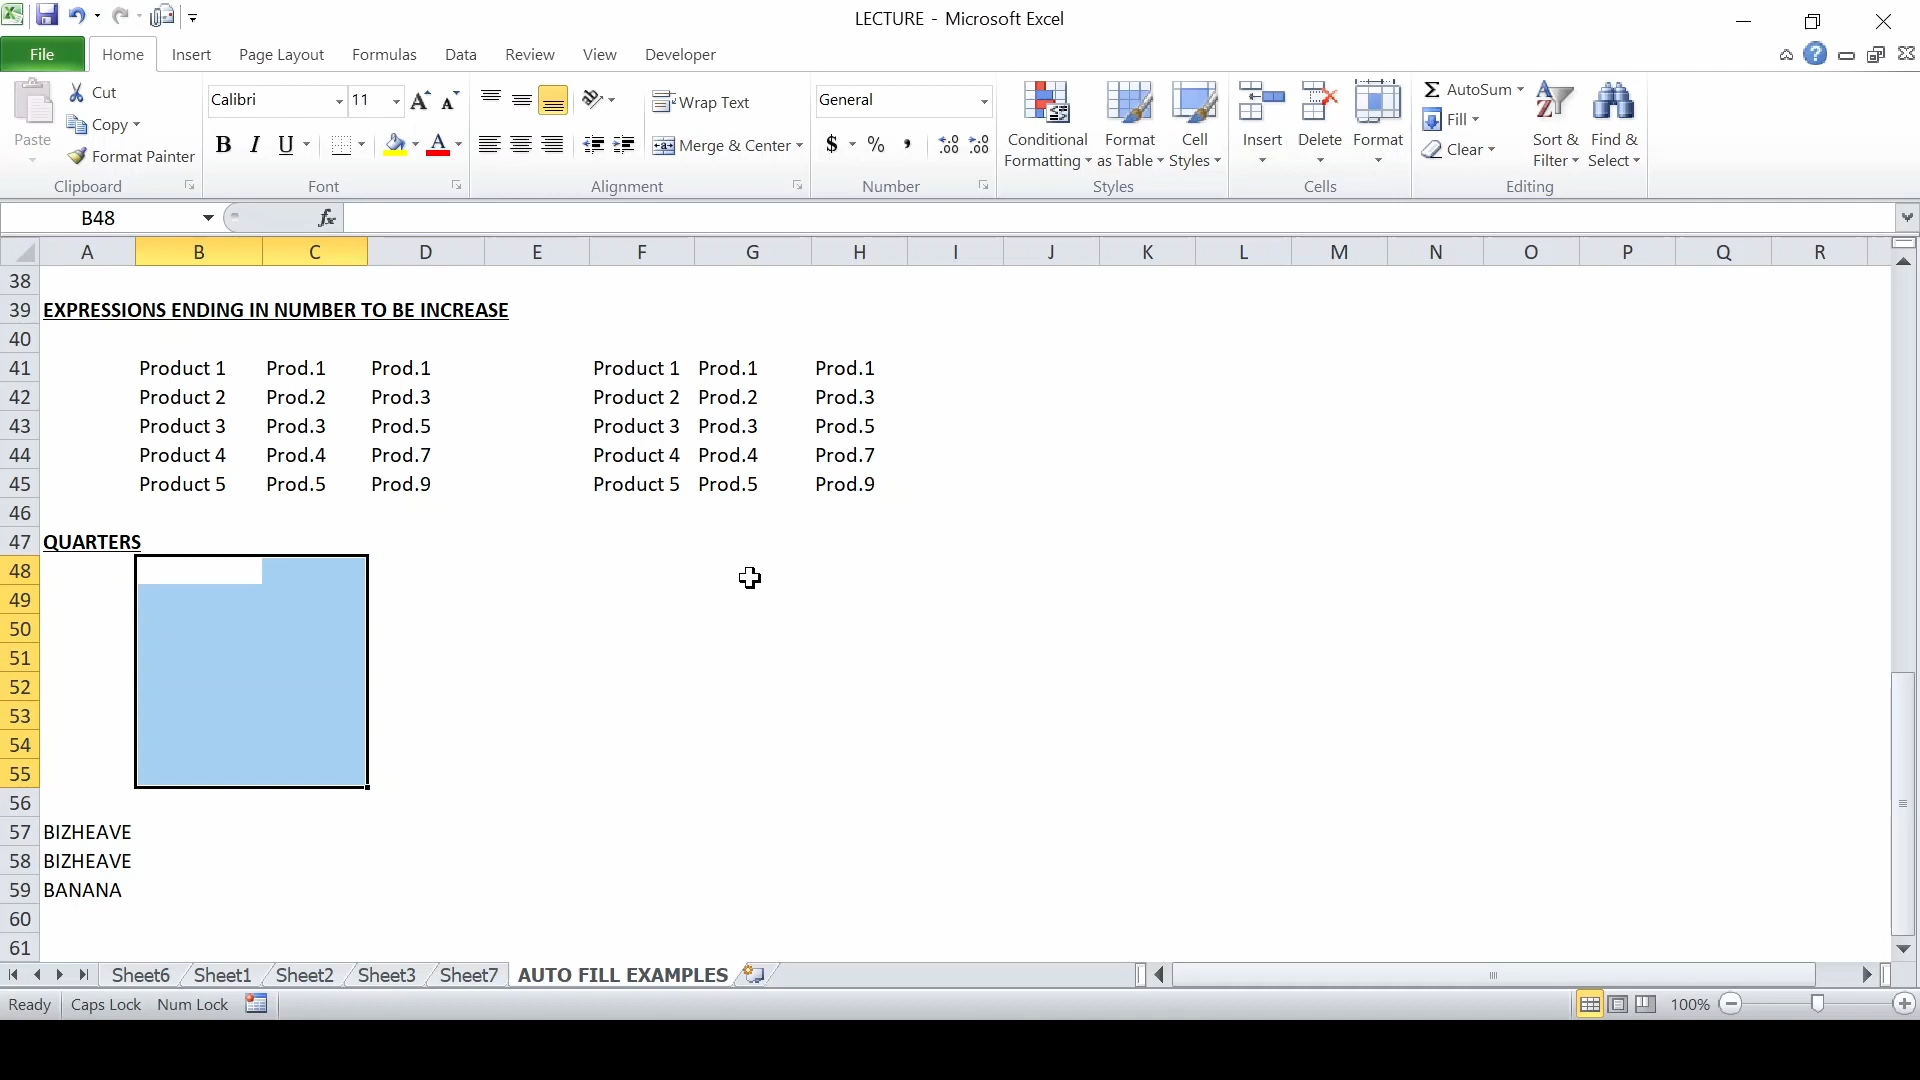 LECTURE - Microsoft Excel
File Home Insert Page Layout Formulas Data Review View Developer
Paste
Cut
Copy
Format Painter
Clipboard
Calibri 11
B I U A
Font
Wrap Text
Merge & Center
Alignment
General
$ % ,
Number
Conditional Formatting
Format as Table
Cell Styles
Styles
Insert Delete Format
Cells
AutoSum
Fill
Clear
Sort & Filter
Find & Select
Editing
B48 fx
A B C D E F G H I J K L M N O P Q R
38
39 EXPRESSIONS ENDING IN NUMBER TO BE INCREASE
40
41 Product 1 Prod.1 Prod.1 Product 1 Prod.1 Prod.1
42 Product 2 Prod.2 Prod.3 Product 2 Prod.2 Prod.3
43 Product 3 Prod.3 Prod.5 Product 3 Prod.3 Prod.5
44 Product 4 Prod.4 Prod.7 Product 4 Prod.4 Prod.7
45 Product 5 Prod.5 Prod.9 Product 5 Prod.5 Prod.9
46
47 QUARTERS
48
49
50
51
52
53
54
55
56
57 BIZHEAVE
58 BIZHEAVE
59 BANANA
60
61
Sheet6 Sheet1 Sheet2 Sheet3 Sheet7 AUTO FILL EXAMPLES
Ready Caps Lock Num Lock 100%